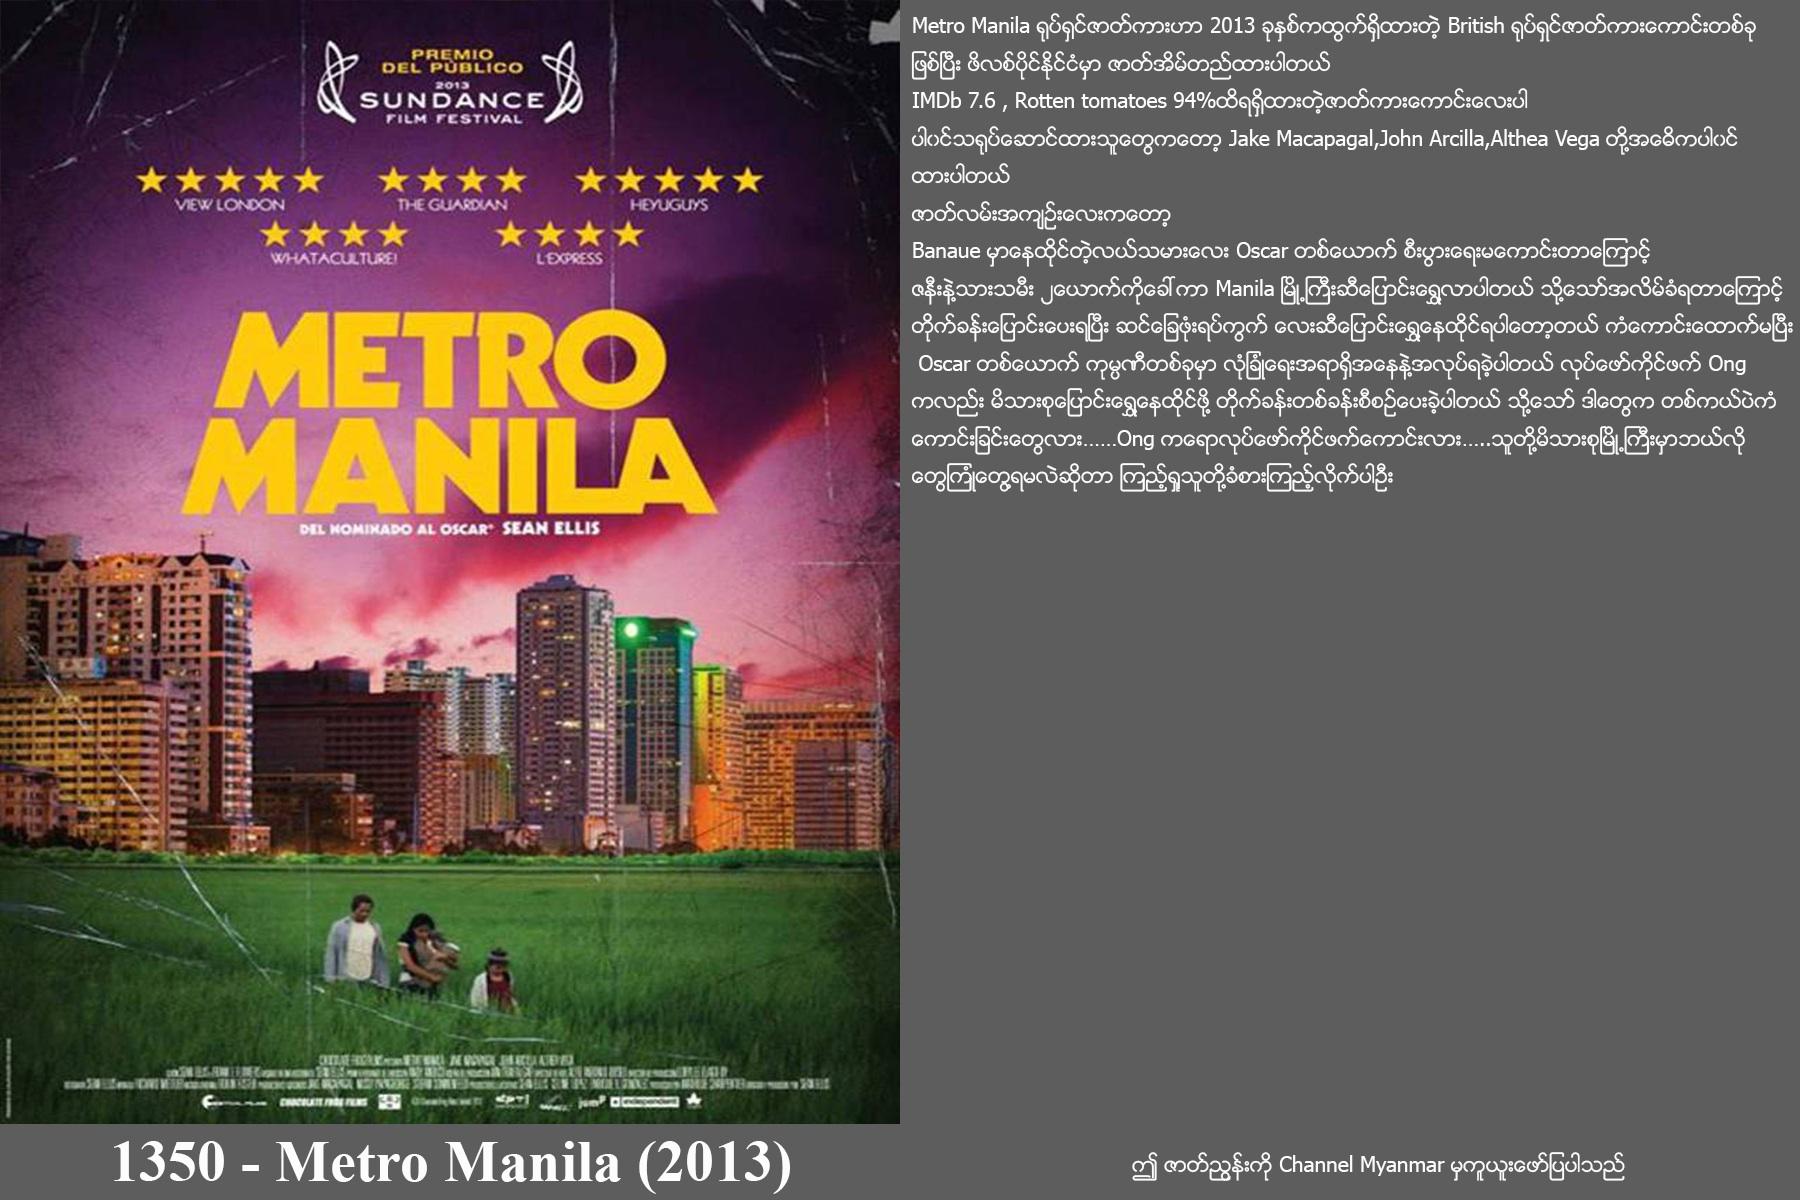 PREMIO
DEL PÚBLICO
2013
SUNDANCE
FILM FESTIVAL
VIEW LONDON
THE GUARDIAN
HEYUGUYS
WHATACULTURE!
L'EXPRESS
METRO
MANILA
DEL NOMINADO AL OSCAR® SEAN ELLIS
CHOCOLATE FROG FILMS
independent
1350 - Metro Manila (2013)
Metro Manila ရုပ်ရှင်ဇာတ်ကားဟာ 2013 ခုနှစ်ကထွက်ရှိထားတဲ့ British ရုပ်ရှင်ဇာတ်ကားကောင်းတစ်ခု
ဖြစ်ပြီး ဖိလစ်ပိုင်နိုင်ငံမှာ ဇာတ်အိမ်တည်ထားပါတယ်
IMDb 7.6 , Rotten tomatoes 94%ထိရရှိထားတဲ့ဇာတ်ကားကောင်းလေးပါ
ပါဝင်သရုပ်ဆောင်ထားသူတွေကတော့ Jake Macapagal,John Arcilla,Althea Vega တို့အဓိကပါဝင်
ထားပါတယ်
ဇာတ်လမ်းအကျဉ်းလေးကတော့
Banaue မှာနေထိုင်တဲ့လယ်သမားလေး Oscar တစ်ယောက် စီးပွားရေးမကောင်းတာကြောင့်
ဇနီးနဲ့သားသမီး ၂ယောက်ကိုခေါ်ကာ Manila မြို့ကြီးဆီပြောင်းရွှေ့လာပါတယ် သို့သော်အလိမ်ခံရတာကြောင့်
တိုက်ခန်းပြောင်းပေးရပြီး ဆင်ခြေဖုံးရပ်ကွက် လေးဆီပြောင်းရွှေ့နေထိုင်ရပါတော့တယ် ကံကောင်းထောက်မပြီး
Oscar တစ်ယောက် ကုမ္ပဏီတစ်ခုမှာ လုံခြုံရေးအရာရှိအနေနဲ့အလုပ်ရခဲ့ပါတယ် လုပ်ဖော်ကိုင်ဖက် Ong
ကလည်း မိသားစုပြောင်းရွှေ့နေထိုင်ဖို့ တိုက်ခန်းတစ်ခန်းစီစဉ်ပေးခဲ့ပါတယ် သို့သော် ဒါတွေက တစ်ကယ်ပဲကံ
ကောင်းခြင်းတွေလား......Ong ကရောလုပ်ဖော်ကိုင်ဖက်ကောင်းလား.....သူတို့မိသားစုမြို့ကြီးမှာဘယ်လို
တွေကြုံတွေ့ရမလဲဆိုတာ ကြည့်ရှုသူတို့ခံစားကြည့်လိုက်ပါဦး
ဤ ဇာတ်ညွှန်းကို Channel Myanmar မှကူယူးဖော်ပြပါသည်